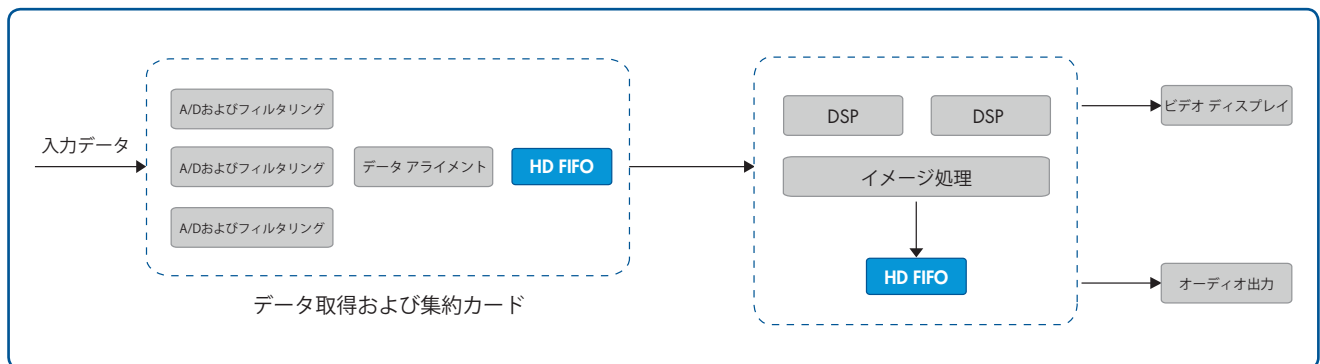 入力データ
A/Dおよびフィルタリング
A/Dおよびフィルタリング
A/Dおよびフィルタリング
データ アライメント
HD FIFO
データ取得および集約カード
DSP
DSP
イメージ処理
HD FIFO
ビデオ ディスプレイ
オーディオ出力